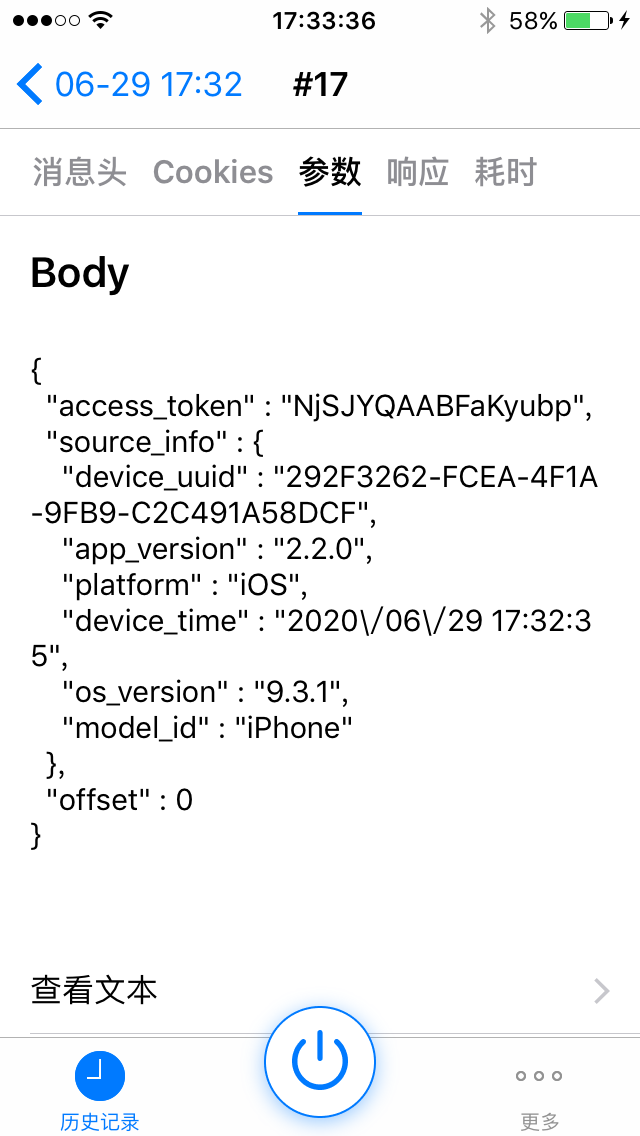 17:33:36 58%
06-29 17:32 #17
消息头 Cookies 参数 响应 耗时
Body
{
"access_token" : "NjSJYQAABFaKyubp",
"source_info" : {
"device_uuid" : "292F3262-FCEA-4F1A
-9FB9-C2C491A58DCF",
"app_version" : "2.2.0",
"platform" : "iOS",
"device_time" : "2020\/06\/29 17:32:3
5",
"os_version" : "9.3.1",
"model_id" : "iPhone"
},
"offset" : 0
}
查看文本
历史记录 更多